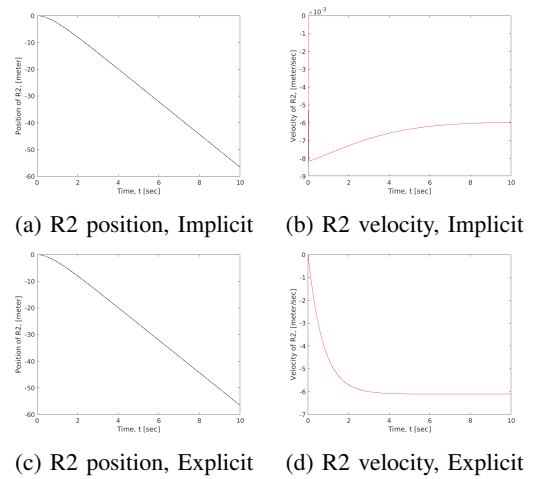 0
-10
-20
-30
-40
-50
-60
0 2 4 6 8 10
Time, t [sec]
Position of R2, [meter]
×10⁻³
0
-1
-2
-3
-4
-5
-6
-7
-8
-9
0 2 4 6 8 10
Time, t [sec]
Velocity of R2, [meter/sec]
(a) R2 position, Implicit (b) R2 velocity, Implicit
0
-10
-20
-30
-40
-50
-60
0 2 4 6 8 10
Time, t [sec]
Position of R2, [meter]
0
-1
-2
-3
-4
-5
-6
-7
0 2 4 6 8 10
Time, t [sec]
Velocity of R2, [meter/sec]
(c) R2 position, Explicit (d) R2 velocity, Explicit